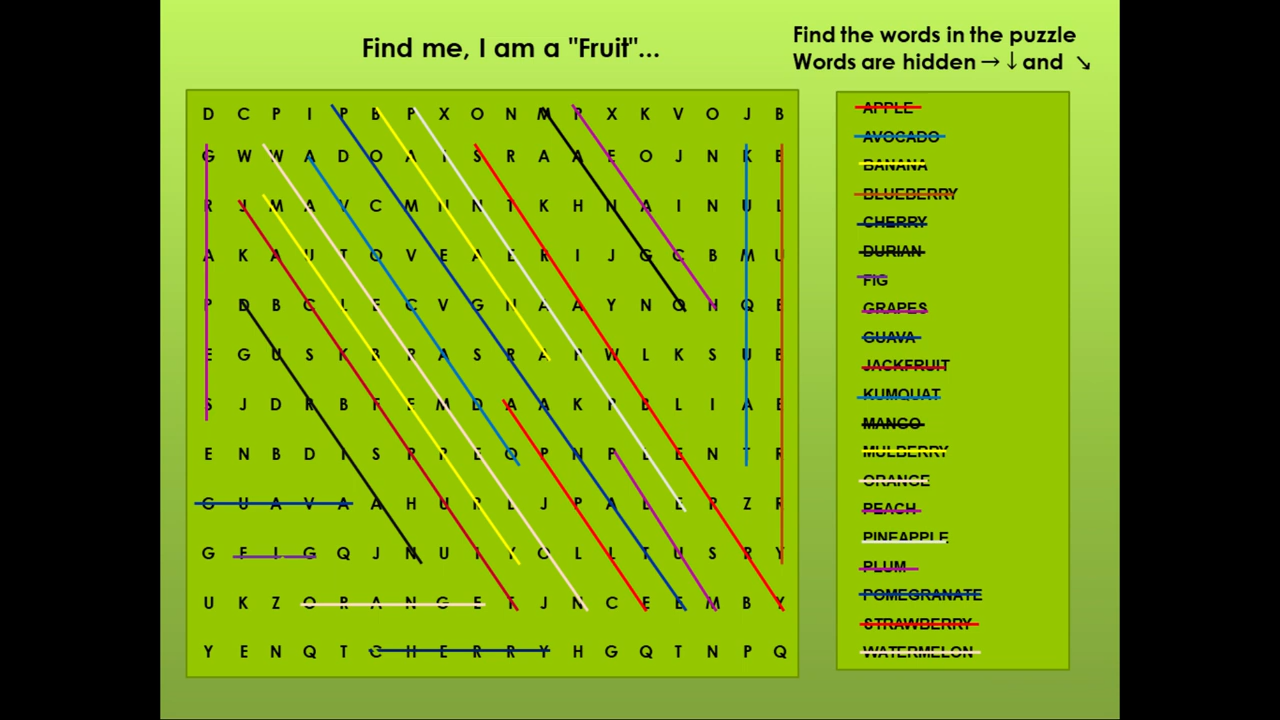 Find me, I am a "Fruit"...
Find the words in the puzzle
Words are hidden → ↓ and ↘
D C P I P B P X O N M P X K V O J B
G W W A D O A I S R A A E O J N K B
R J M A V C M N N T K H N A I N U L
A K A U T O V E A E R I J G C B M U
P D B C L E C V G N A A Y N O H Q E
E G U S K B R A S R A P W L K S U B
S J D R B F E M D A A K P B L I A E
E N B D I S R R E O P N P L E N T R
G U A V A A H U R L J P A L E R Z R
G F I G Q J N U I Y O L L T U S R Y
U K Z O R A N G E T J N C E E M B Y
Y E N Q T C H E R R Y H G Q T N P Q
APPLE
AVOCADO
BANANA
BLUEBERRY
CHERRY
DURIAN
FIG
GRAPES
GUAVA
JACKFRUIT
KUMQUAT
MANGO
MULBERRY
ORANGE
PEACH
PINEAPPLE
PLUM
POMEGRANATE
STRAWBERRY
WATERMELON